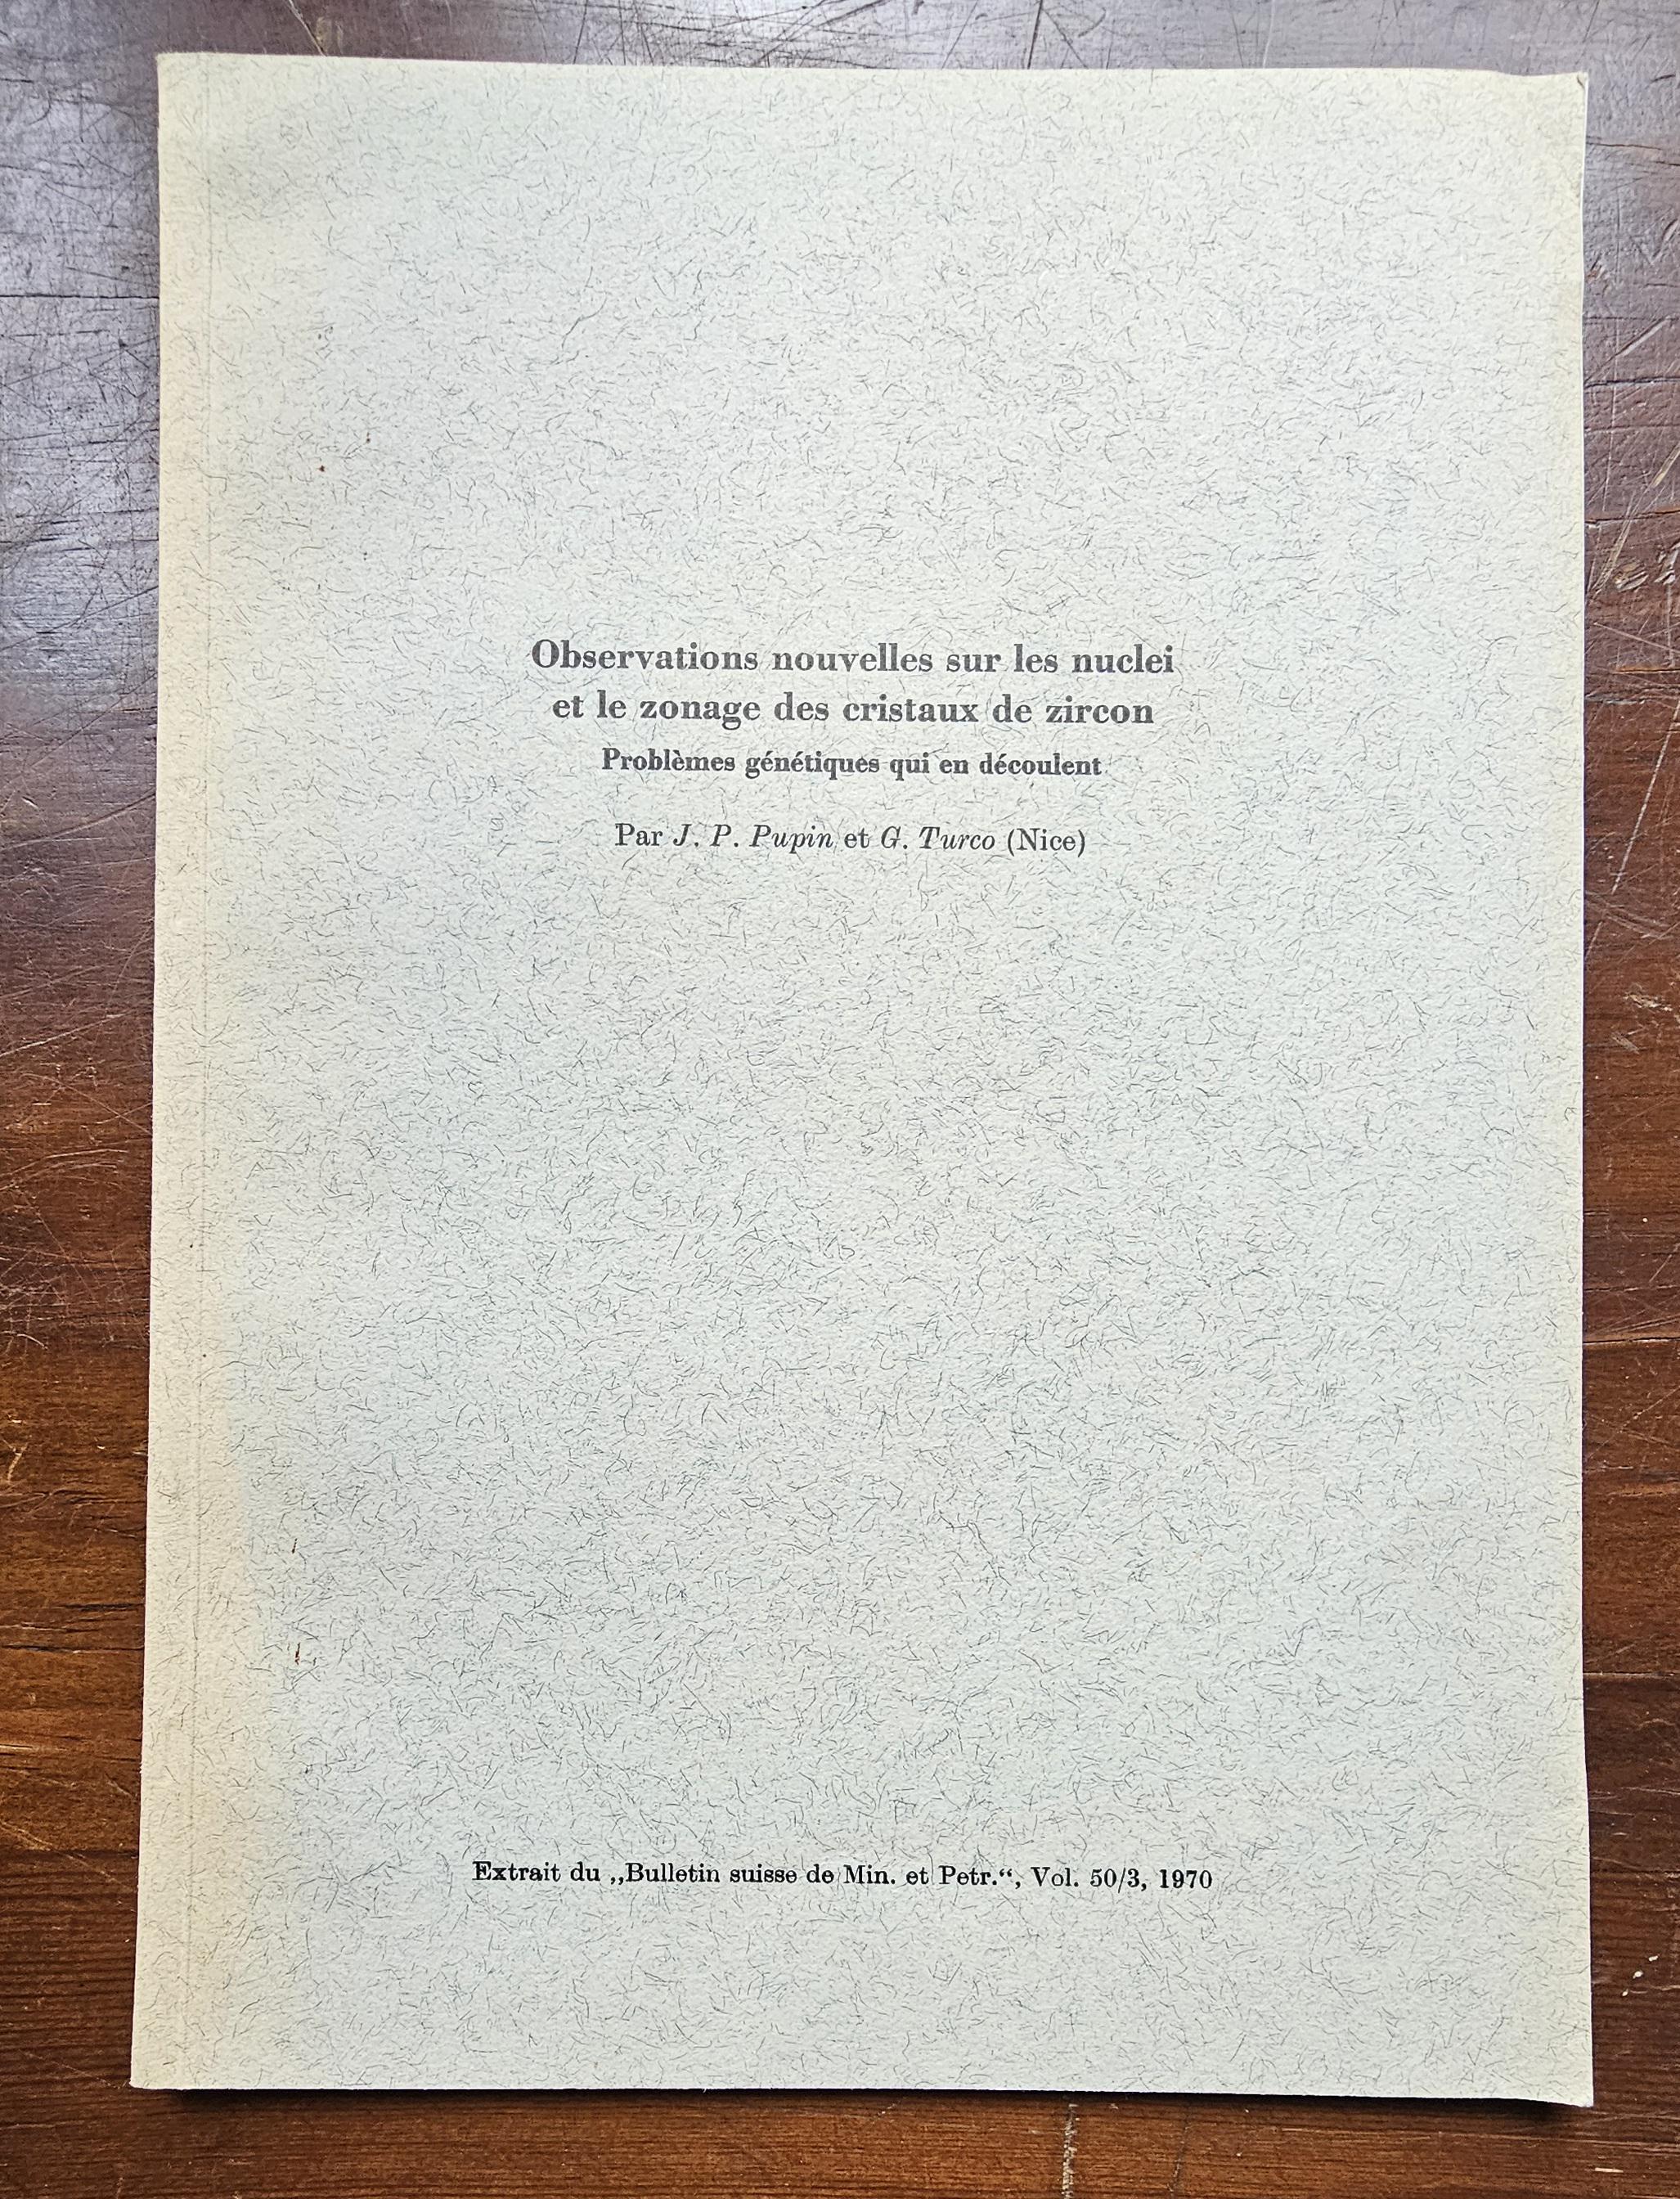 Observations nouvelles sur les nuclei
et le zonage des cristaux de zircon
Problèmes génétiques qui en découlent
Par J. P. Pupin et G. Turco (Nice)
Extrait du „Bulletin suisse de Min. et Petr.“, Vol. 50/3, 1970